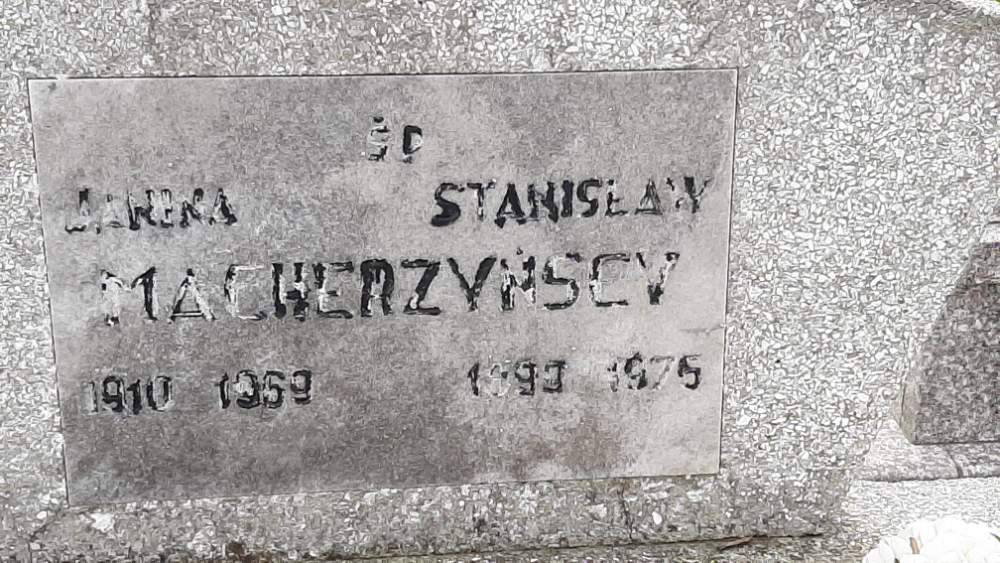 ŚP
JANINA STANISŁAW
MACHERZYŃSCY
1910 1969 1893 1975